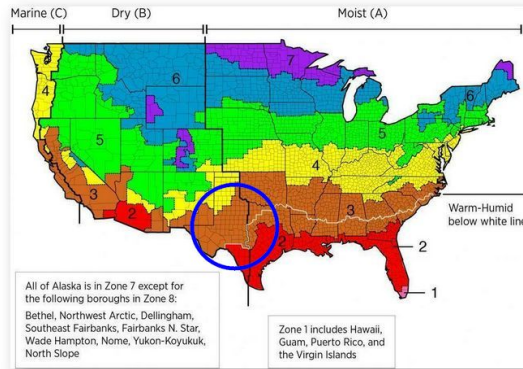 Marine (C) Dry (B) Moist (A)
7
6
6
4
5
5
4
3
3
2
2
2
1
Warm-Humid
below white line
All of Alaska is in Zone 7 except for
the following boroughs in Zone 8:
Bethel, Northwest Arctic, Dellingham,
Southeast Fairbanks, Fairbanks N. Star,
Wade Hampton, Nome, Yukon-Koyukuk,
North Slope
Zone 1 includes Hawaii,
Guam, Puerto Rico, and
the Virgin Islands